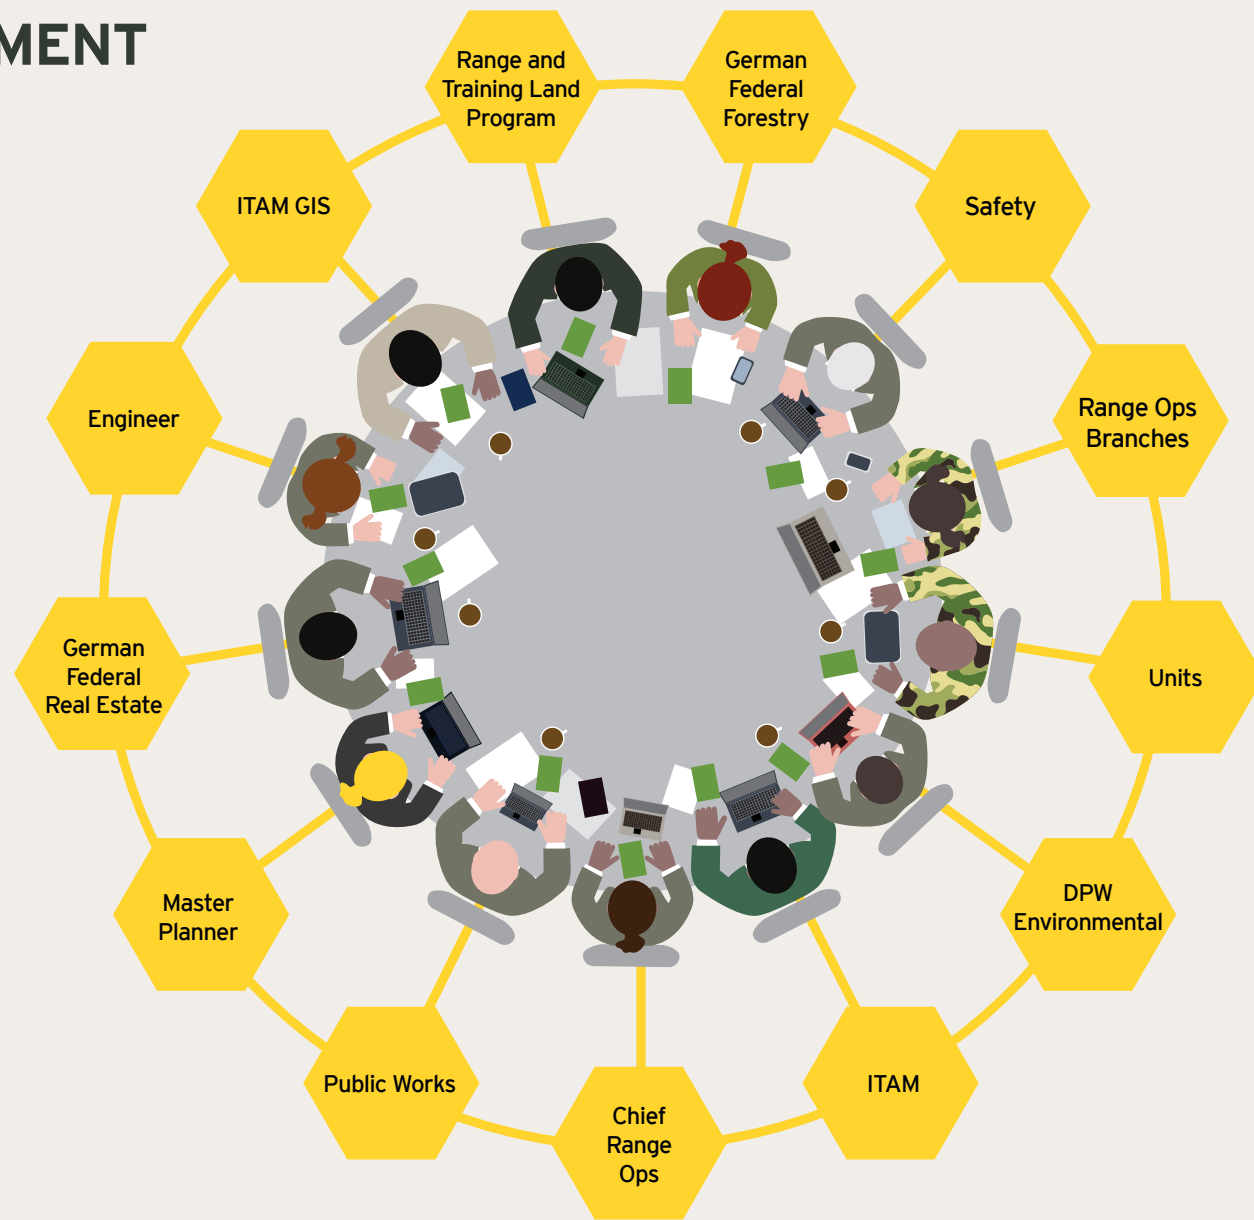 MENT
Range and
Training Land
Program
German
Federal
Forestry
ITAM GIS
Safety
Engineer
Range Ops
Branches
German
Federal
Real Estate
Units
Master
Planner
DPW
Environmental
Public Works
ITAM
Chief
Range
Ops